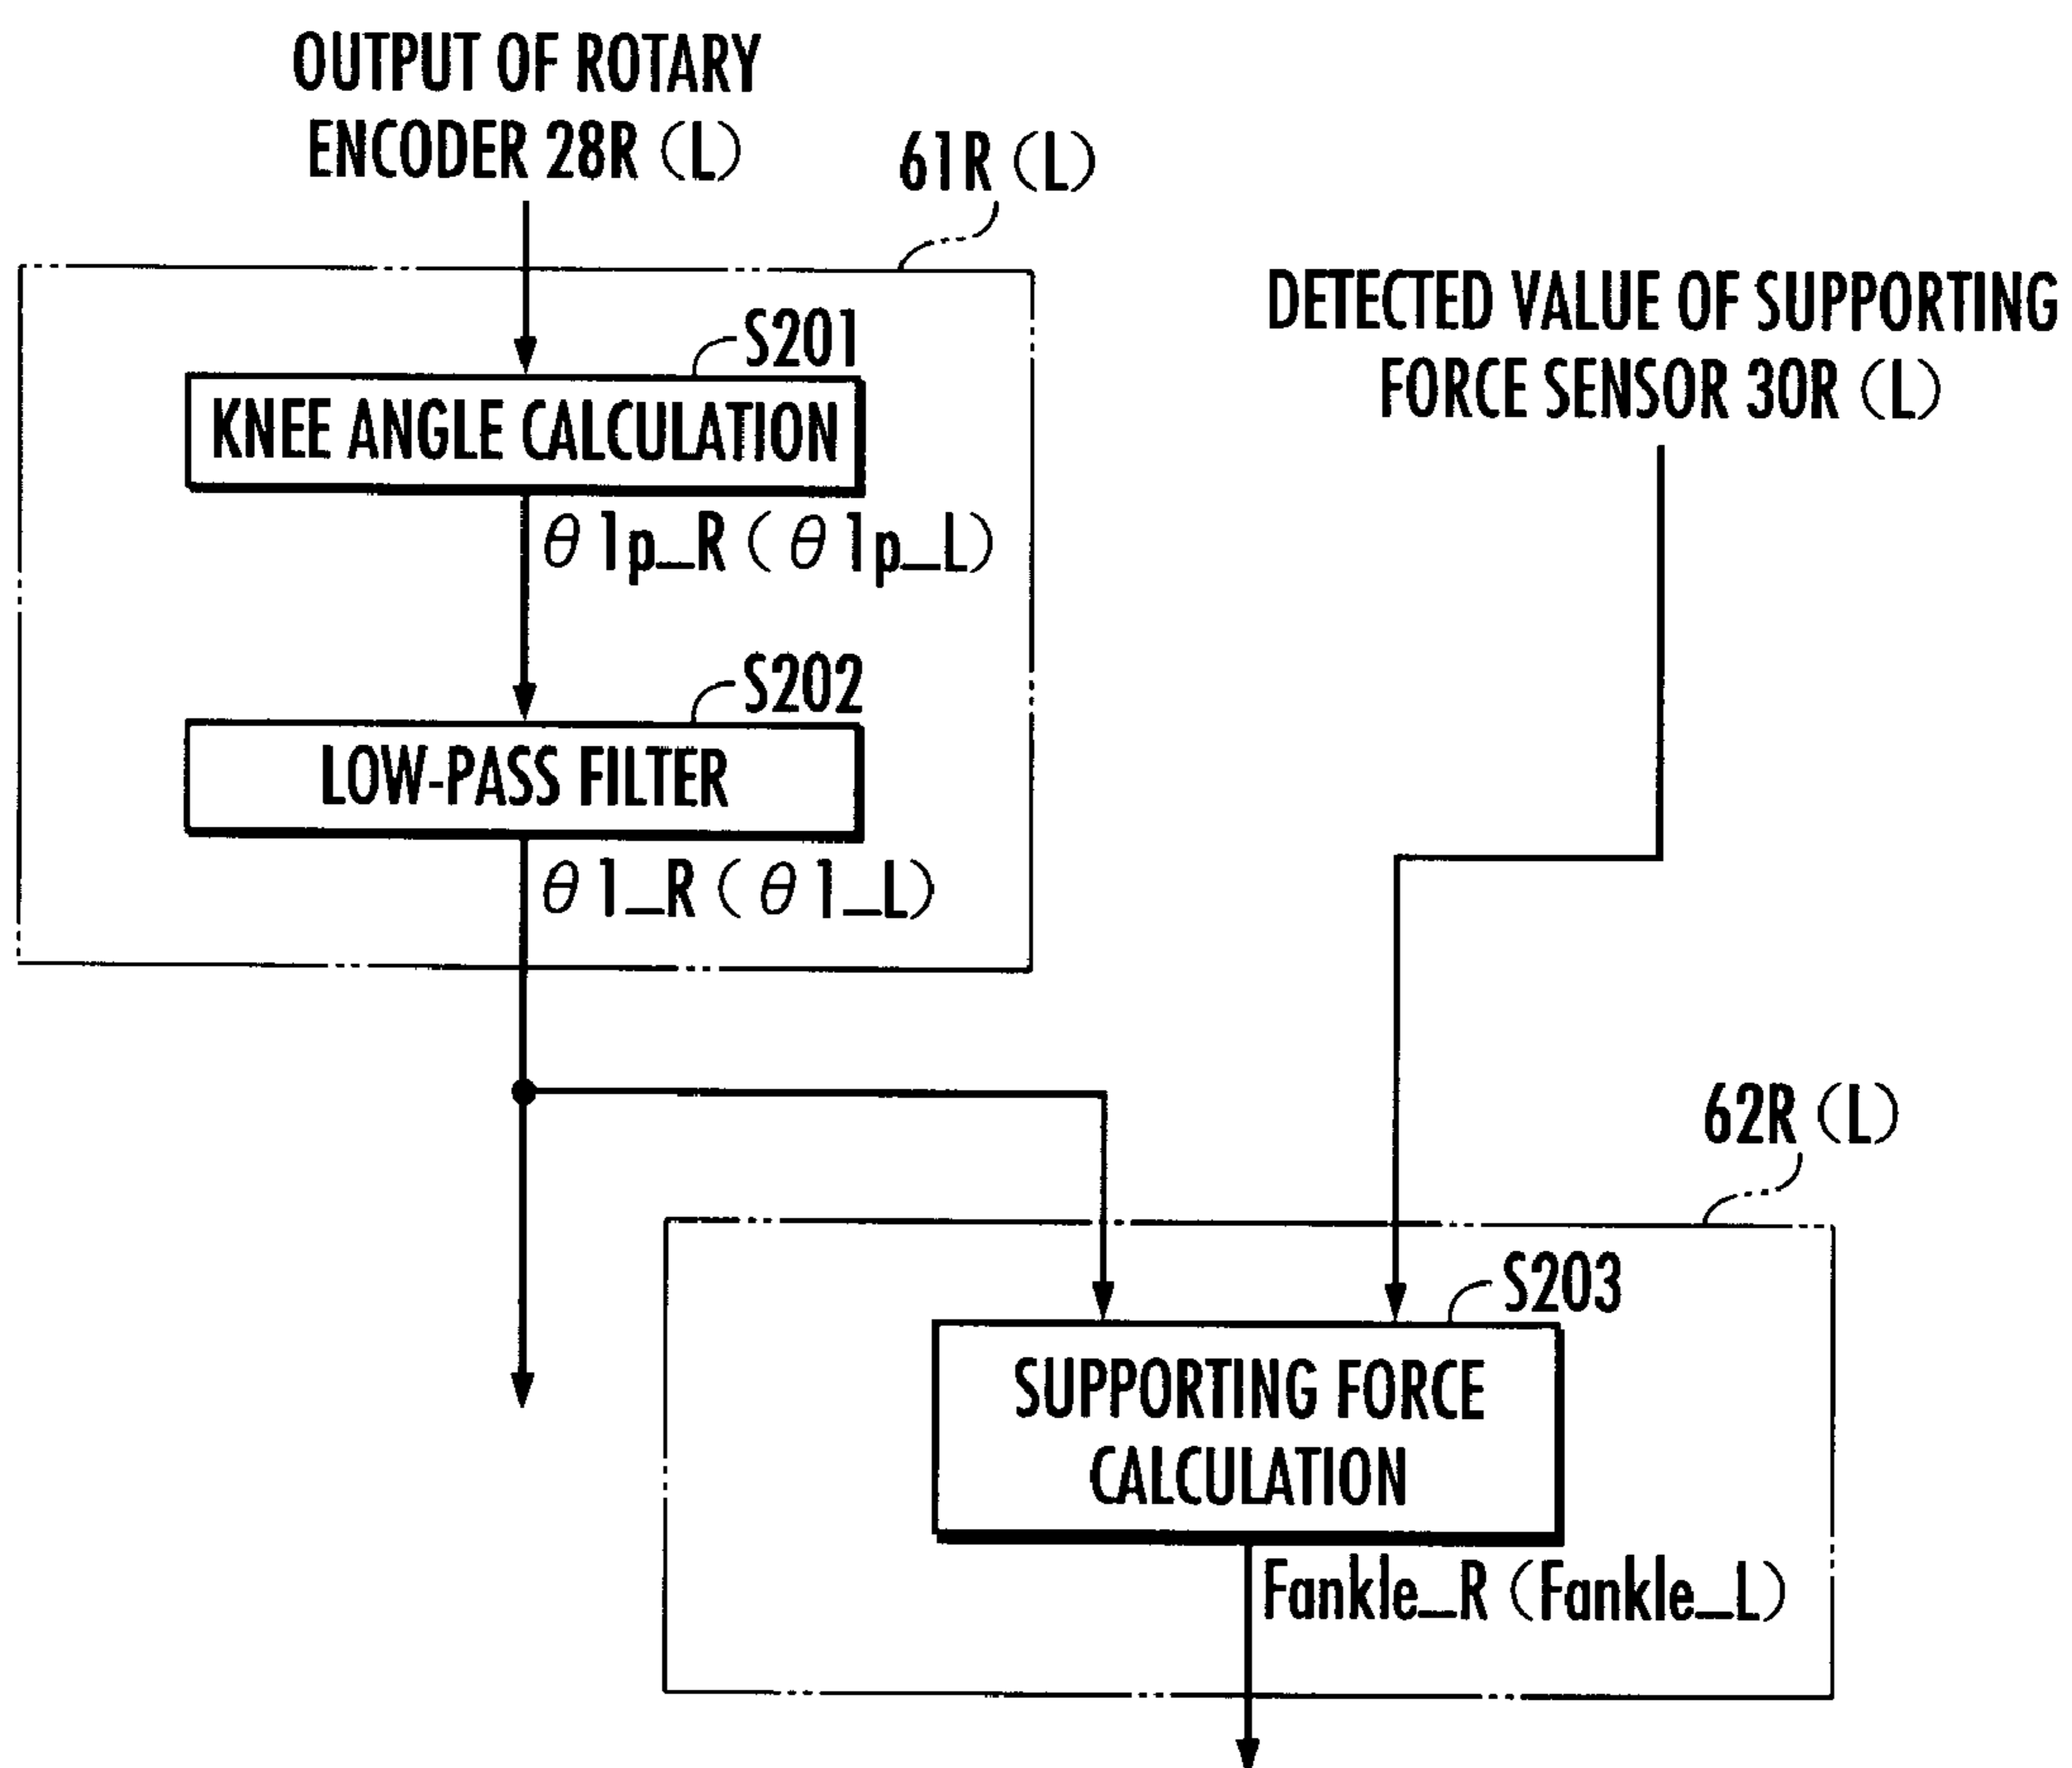 OUTPUT OF ROTARY
ENCODER 28R (L)
61R (L)
DETECTED VALUE OF SUPPORTING
FORCE SENSOR 30R (L)
S201
KNEE ANGLE CALCULATION
θ1p_R (θ1p_L)
S202
LOW-PASS FILTER
θ1_R (θ1_L)
62R (L)
S203
SUPPORTING FORCE
CALCULATION
Fankle_R (Fankle_L)